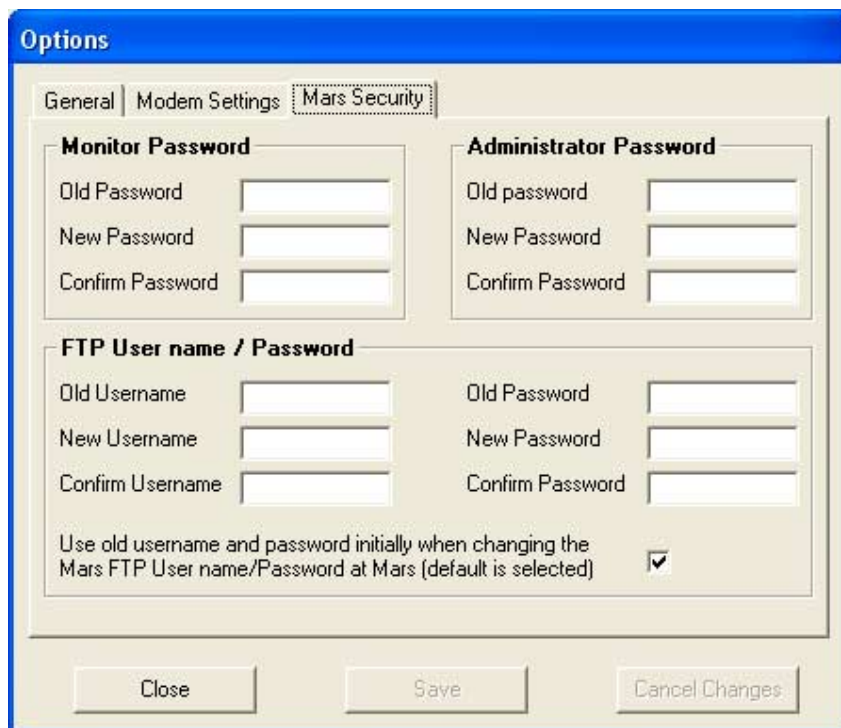 Options
General Modem Settings Mars Security
Monitor Password
Old Password
New Password
Confirm Password
Administrator Password
Old password
New Password
Confirm Password
FTP User name / Password
Old Username Old Password
New Username New Password
Confirm Username Confirm Password
Use old username and password initially when changing the
Mars FTP User name/Password at Mars (default is selected)
Close Save Cancel Changes